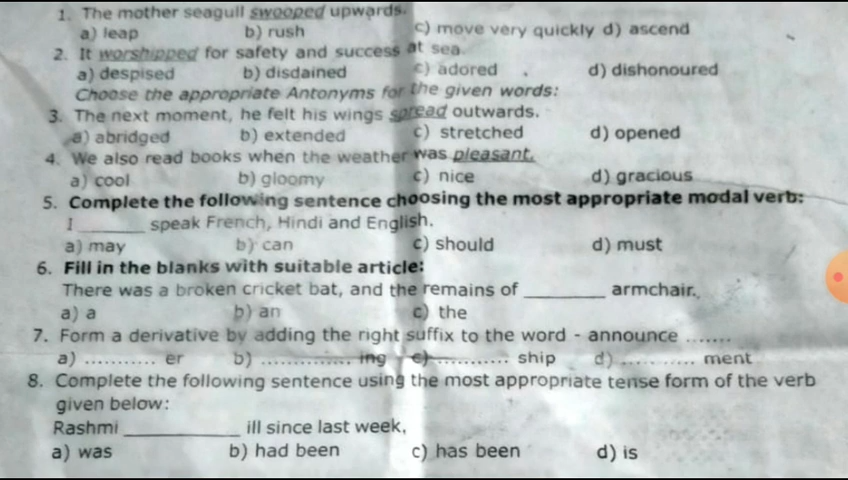 1. The mother seagull swooped upwards.
a) leap b) rush c) move very quickly d) ascend
2. It worshipped for safety and success at sea.
a) despised b) disdained c) adored d) dishonoured
Choose the appropriate Antonyms for the given words:
3. The next moment, he felt his wings spread outwards.
a) abridged b) extended c) stretched d) opened
4. We also read books when the weather was pleasant.
a) cool b) gloomy c) nice d) gracious
5. Complete the following sentence choosing the most appropriate modal verb:
I ______ speak French, Hindi and English.
a) may b) can c) should d) must
6. Fill in the blanks with suitable article:
There was a broken cricket bat, and the remains of ________ armchair.
a) a b) an c) the
7. Form a derivative by adding the right suffix to the word - announce .......
a) ........... er b) .............. ing c) ........... ship d) ........... ment
8. Complete the following sentence using the most appropriate tense form of the verb
given below:
Rashmi ____________ ill since last week.
a) was b) had been c) has been d) is